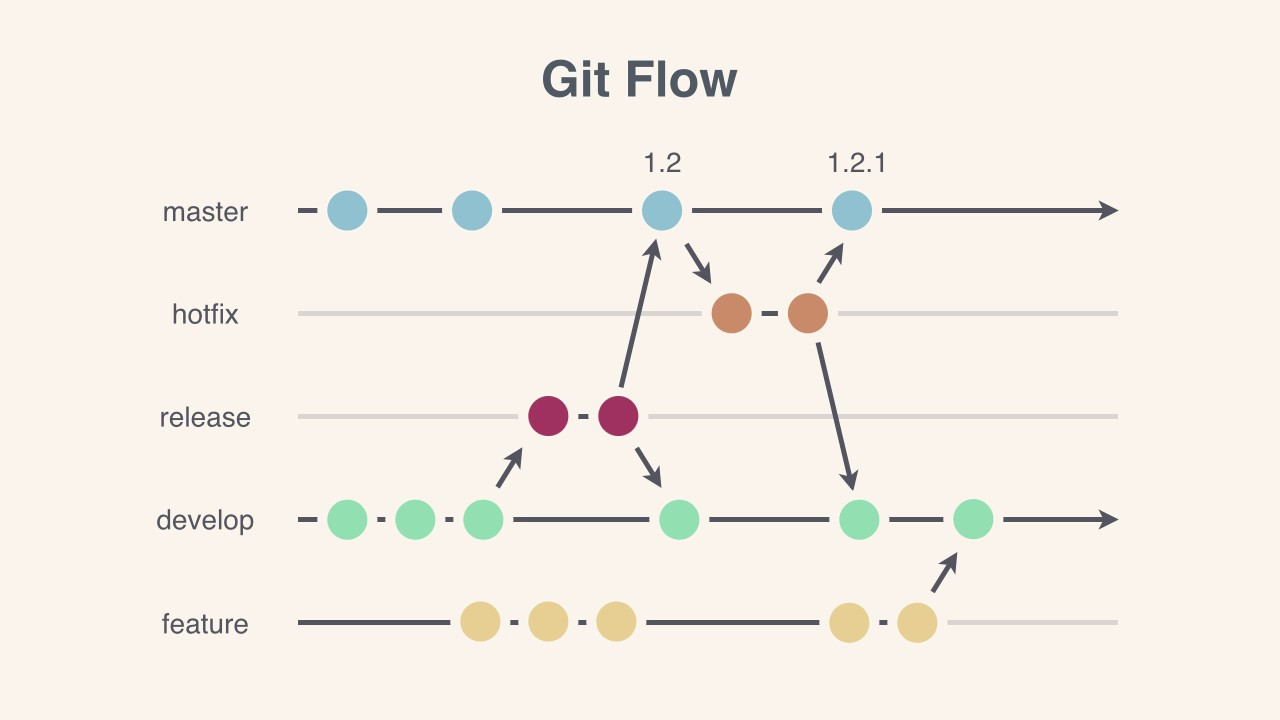 Git Flow
1.2
1.2.1
master
hotfix
release
develop
feature